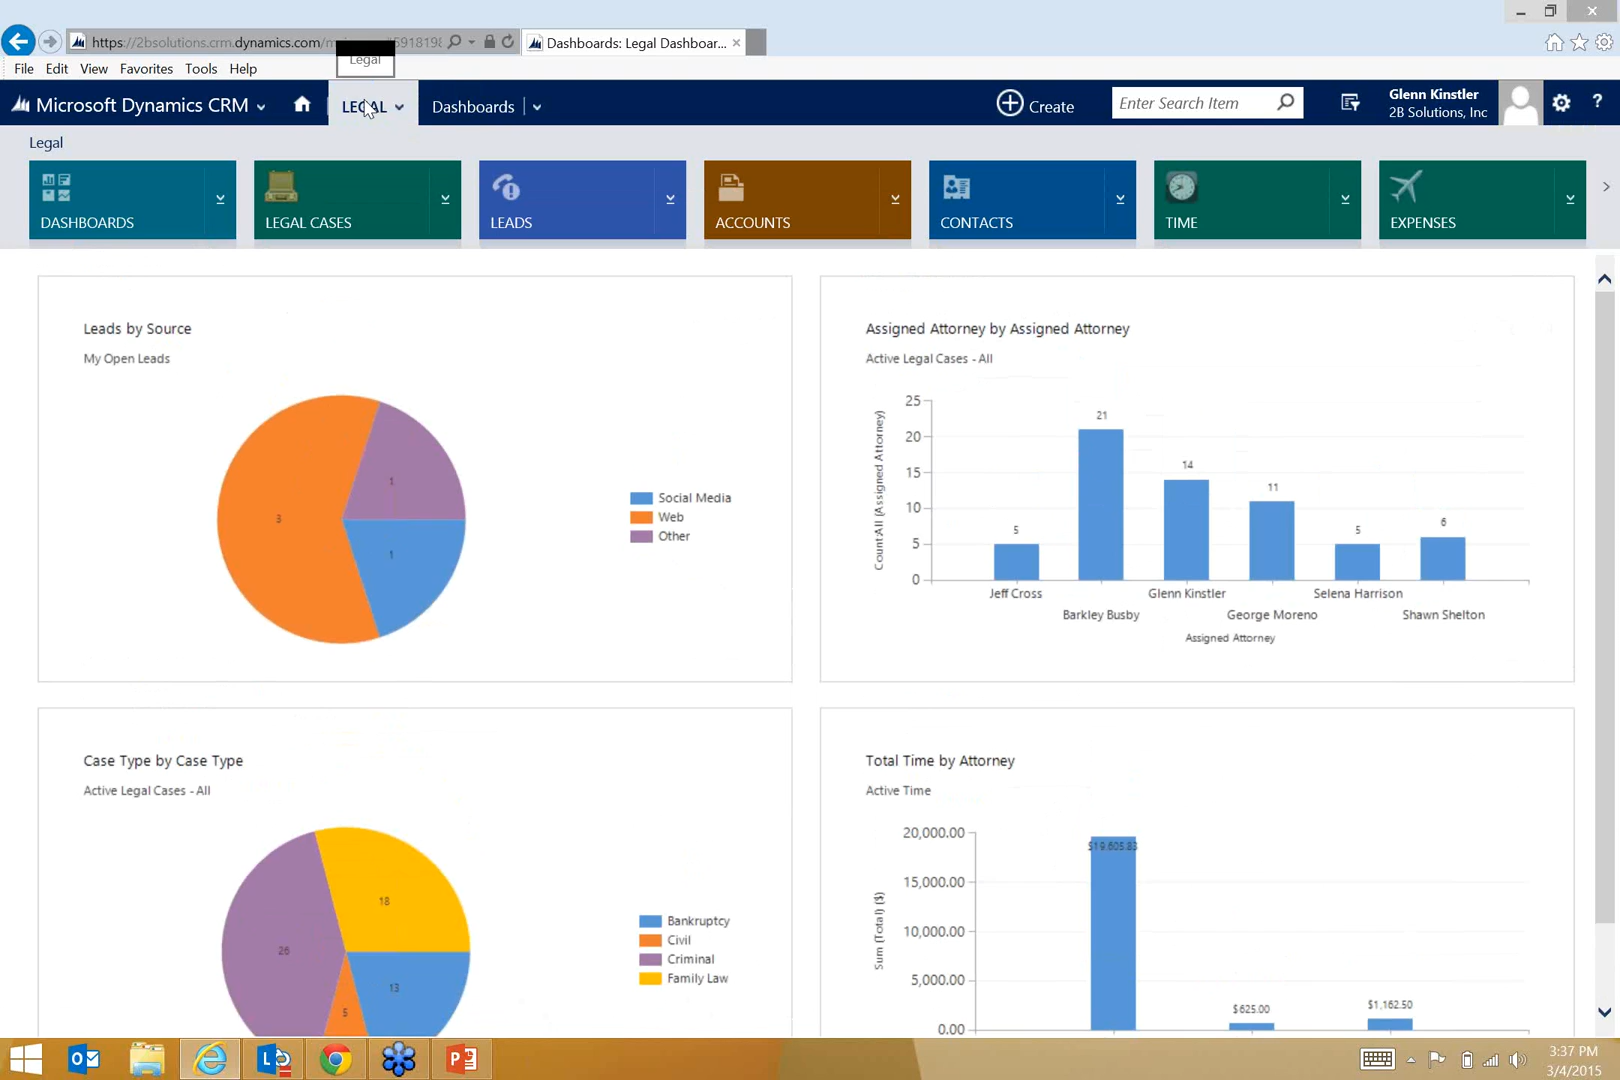 https://2bsolutions.crm.dynamics.com/m
5918198
Dashboards: Legal Dashboar...
File Edit View Favorites Tools Help
Legal
Microsoft Dynamics CRM
LEGAL
Dashboards
Create
Enter Search Item
Glenn Kinstler
2B Solutions, Inc
?
Legal
DASHBOARDS
LEGAL CASES
LEADS
ACCOUNTS
CONTACTS
TIME
EXPENSES
Leads by Source
My Open Leads
1
3
1
Social Media
Web
Other
Assigned Attorney by Assigned Attorney
Active Legal Cases - All
Count:All (Assigned Attorney)
25
20
15
10
5
0
5
21
14
11
5
6
Jeff Cross
Barkley Busby
Glenn Kinstler
George Moreno
Selena Harrison
Shawn Shelton
Assigned Attorney
Case Type by Case Type
Active Legal Cases - All
18
26
13
5
Bankruptcy
Civil
Criminal
Family Law
Total Time by Attorney
Active Time
Sum (Total) ($)
20,000.00
15,000.00
10,000.00
5,000.00
0.00
$19,605.83
$625.00
$1,162.50
3:37 PM
3/4/2015